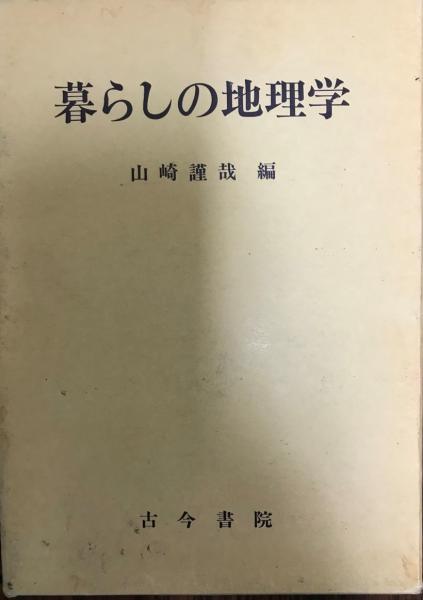 暮らしの地理学
山崎謹哉 編
古今書院